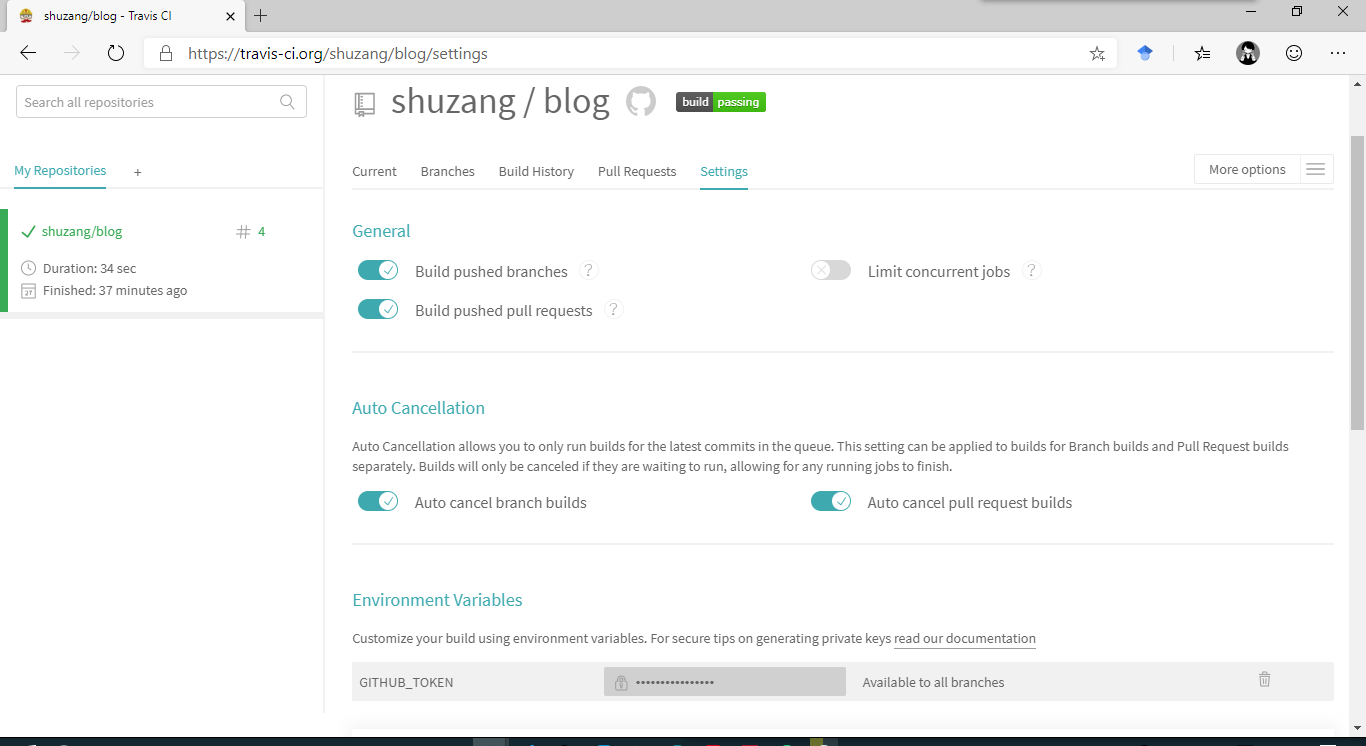 shuzang/blog - Travis CI
https://travis-ci.org/shuzang/blog/settings
Search all repositories
My Repositories +
shuzang/blog # 4
Duration: 34 sec
27 Finished: 37 minutes ago
shuzang / blog build passing
Current Branches Build History Pull Requests Settings More options
General
Build pushed branches ? Limit concurrent jobs ?
Build pushed pull requests ?
Auto Cancellation
Auto Cancellation allows you to only run builds for the latest commits in the queue. This setting can be applied to builds for Branch builds and Pull Request builds
separately. Builds will only be canceled if they are waiting to run, allowing for any running jobs to finish.
Auto cancel branch builds Auto cancel pull request builds
Environment Variables
Customize your build using environment variables. For secure tips on generating private keys read our documentation
GITHUB_TOKEN •••••••••••••••• Available to all branches